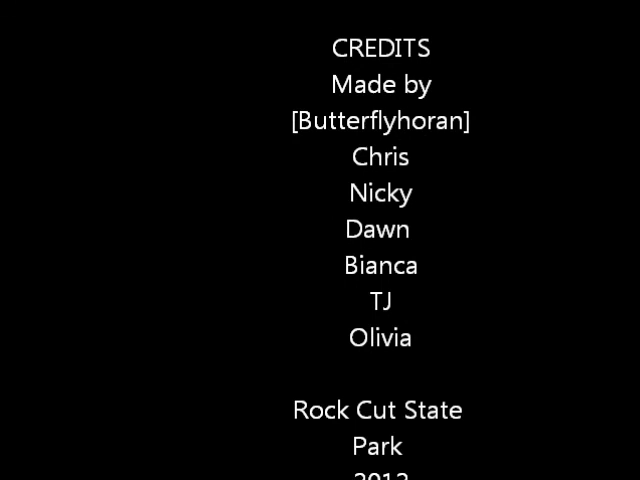 CREDITS
Made by
[Butterflyhoran]
Chris
Nicky
Dawn
Bianca
TJ
Olivia
Rock Cut State
Park